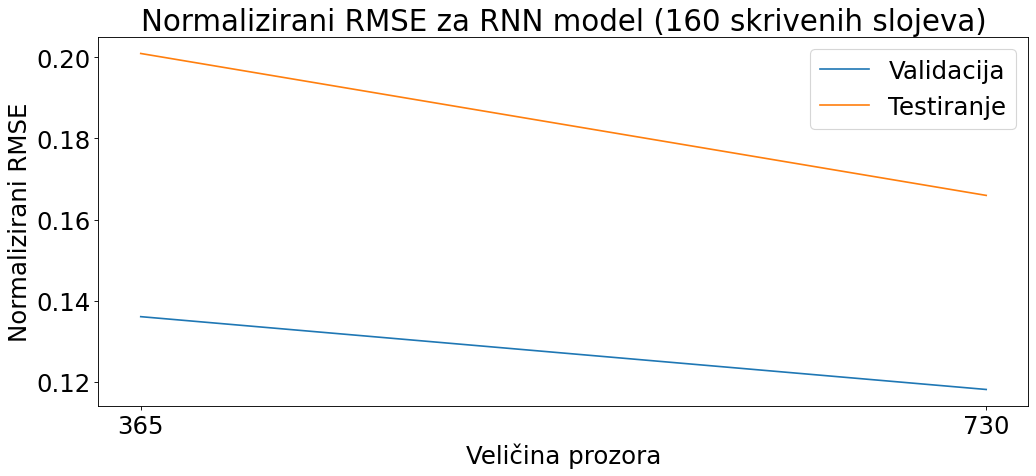 Normalizirani RMSE za RNN model (160 skrivenih slojeva)
Validacija
Testiranje
Normalizirani RMSE
0.20
0.18
0.16
0.14
0.12
365
730
Veličina prozora